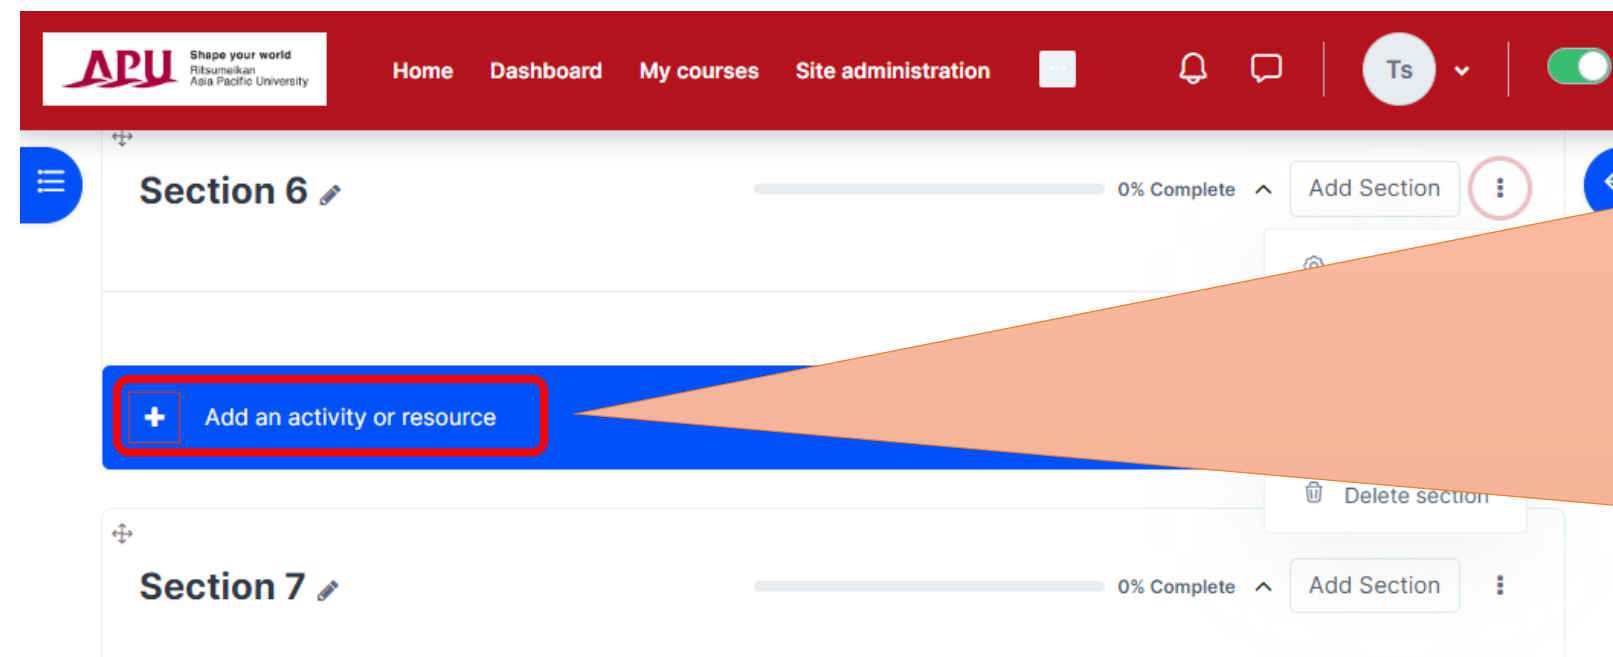 APU
Shape your world
Ritsumeikan
Asia Pacific University
Home Dashboard My courses Site administration
Ts
Section 6
0% Complete
Add Section
Add an activity or resource
Delete section
Section 7
0% Complete
Add Section